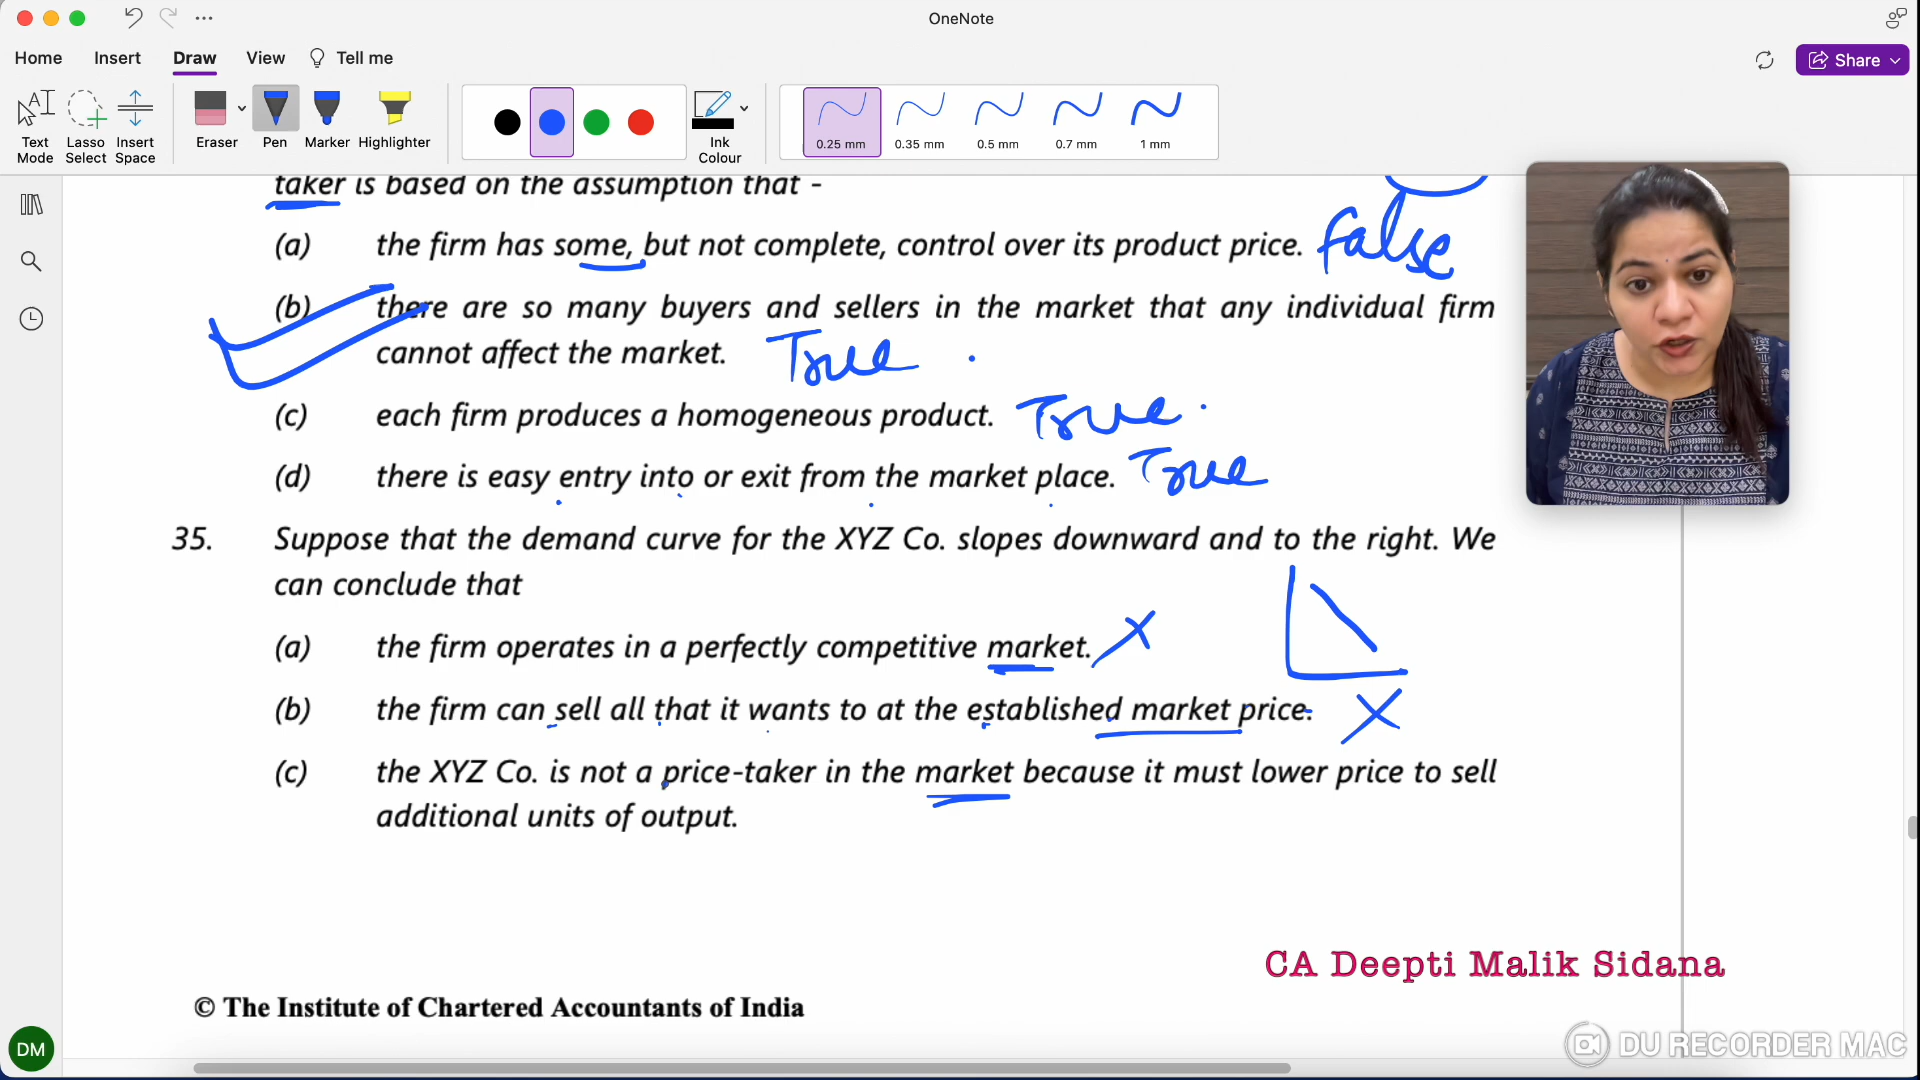 OneNote
Home Insert Draw View Tell me
Share
Text Mode
Lasso Select
Insert Space
Eraser
Pen
Marker
Highlighter
Ink Colour
0.25 mm
0.35 mm
0.5 mm
0.7 mm
1 mm
taker is based on the assumption that -
(a) the firm has some, but not complete, control over its product price. false
(b) there are so many buyers and sellers in the market that any individual firm
cannot affect the market. True
(c) each firm produces a homogeneous product. True
(d) there is easy entry into or exit from the market place. True
35. Suppose that the demand curve for the XYZ Co. slopes downward and to the right. We
can conclude that
(a) the firm operates in a perfectly competitive market. X
(b) the firm can sell all that it wants to at the established market price. X
(c) the XYZ Co. is not a price-taker in the market because it must lower price to sell
additional units of output.
CA Deepti Malik Sidana
© The Institute of Chartered Accountants of India
DM
DU RECORDER MAC